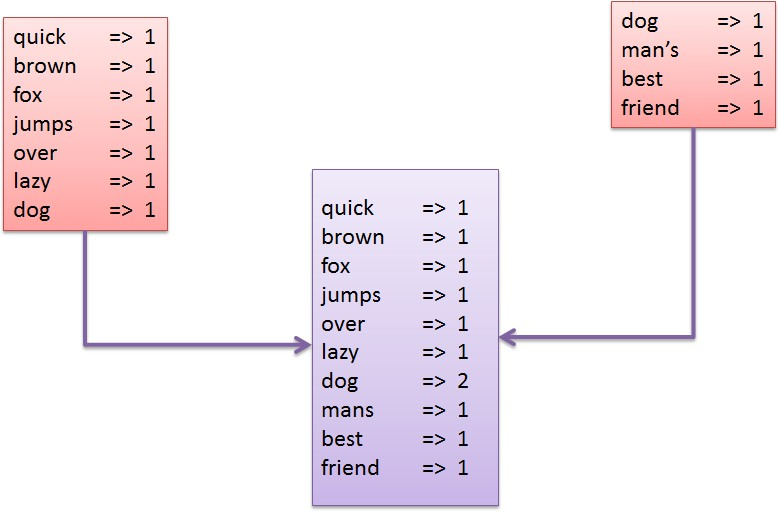 quick => 1
brown => 1
fox => 1
jumps => 1
over => 1
lazy => 1
dog => 1
dog => 1
man’s => 1
best => 1
friend => 1
quick => 1
brown => 1
fox => 1
jumps => 1
over => 1
lazy => 1
dog => 2
mans => 1
best => 1
friend => 1